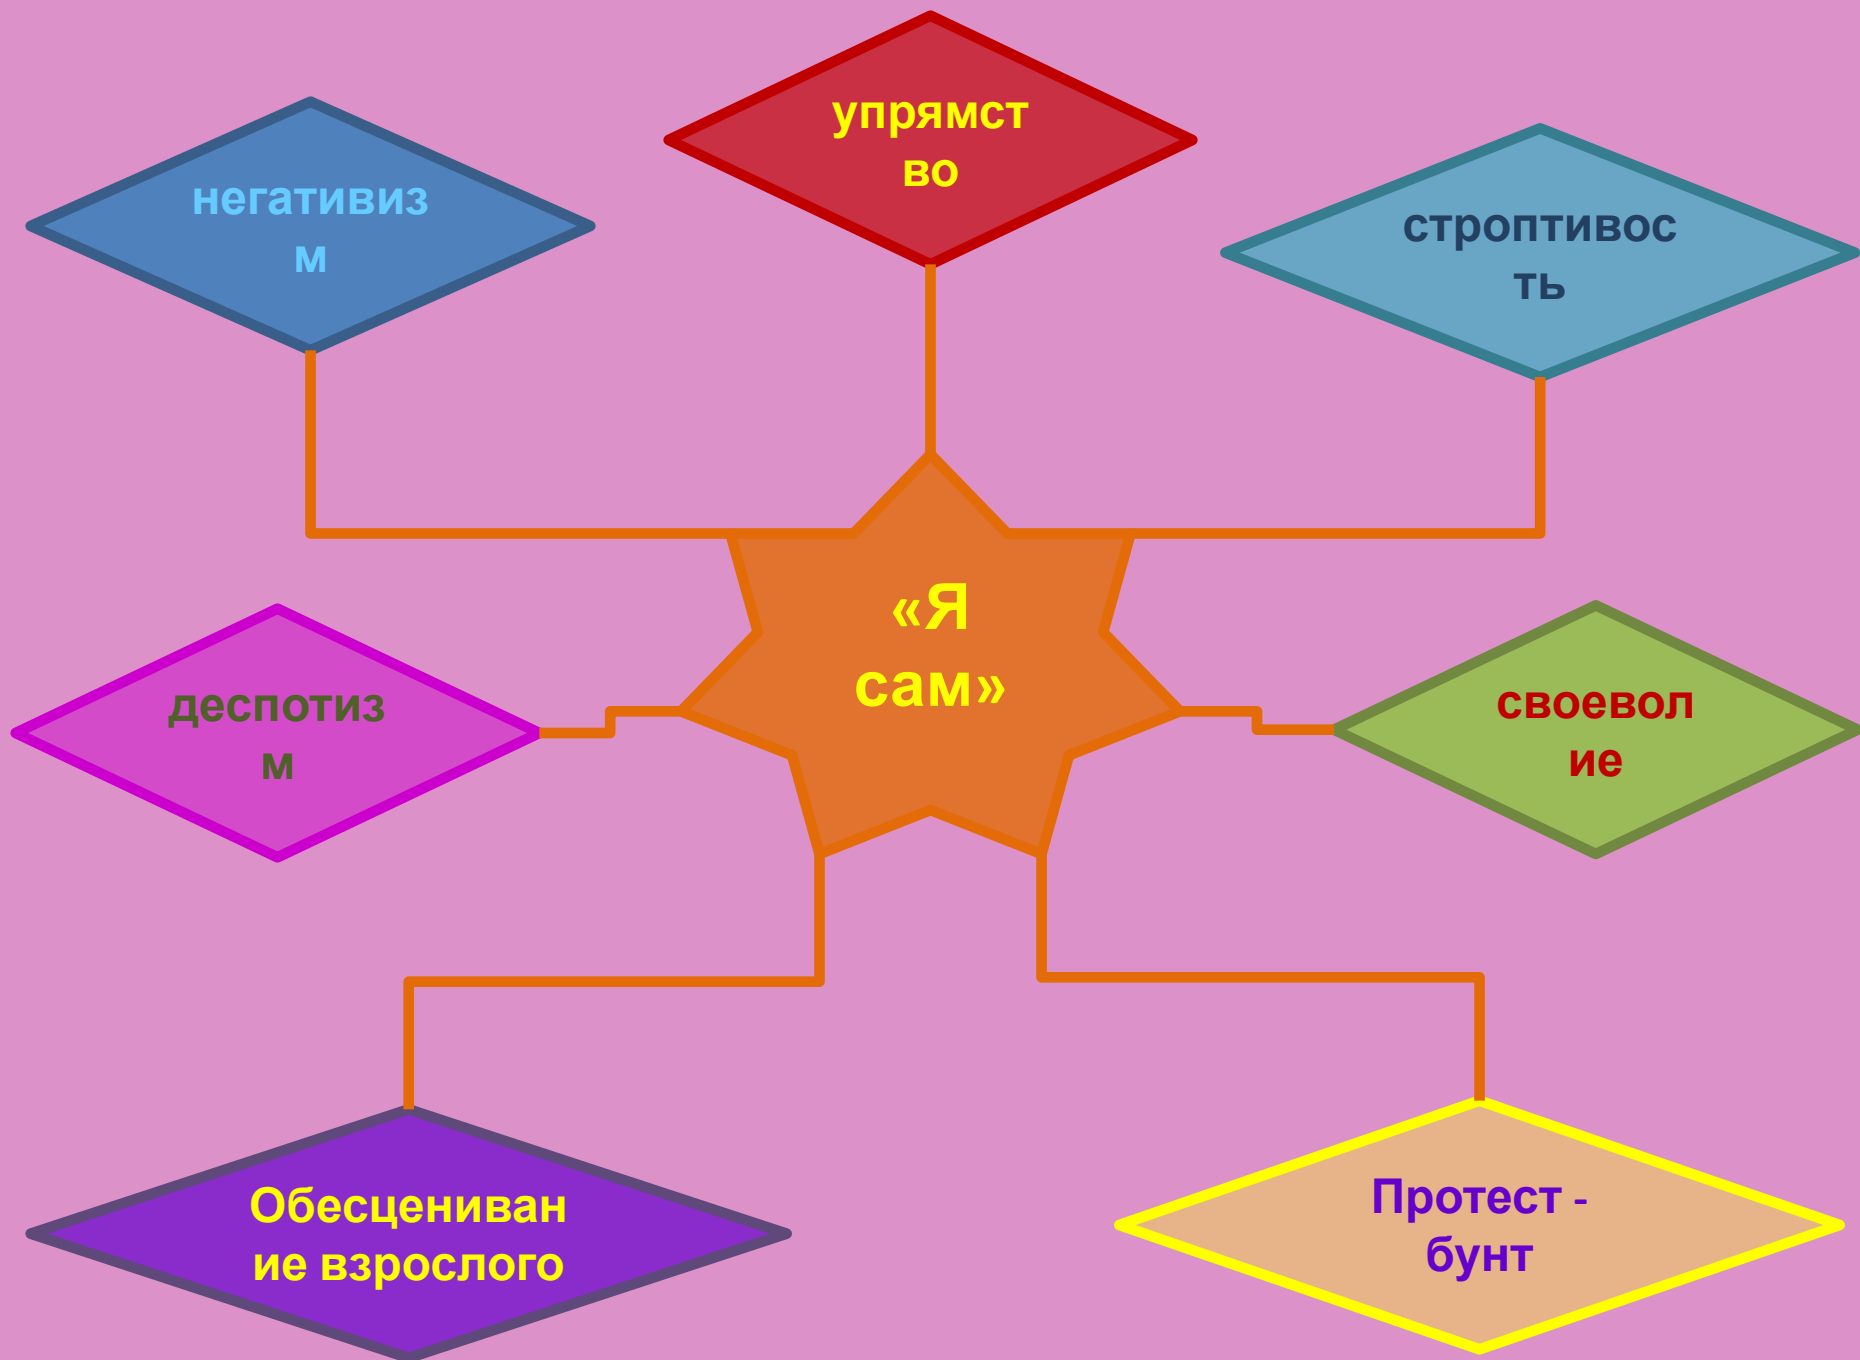 упрямст
во
негативиз
м
строптивос
ть
«Я
сам»
деспотиз
м
своевол
ие
Обесцениван
ие взрослого
Протест -
бунт